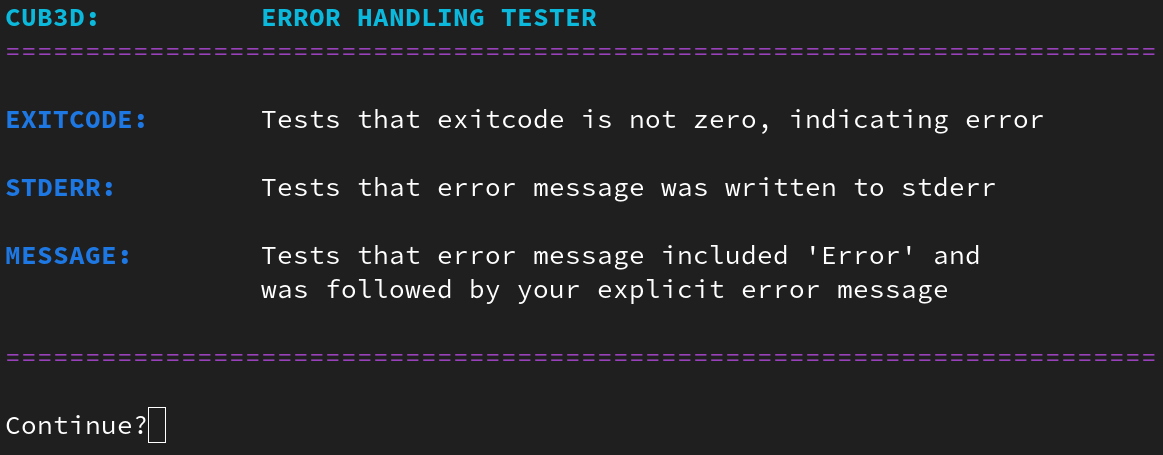 CUB3D: ERROR HANDLING TESTER
========================================================================
EXITCODE: Tests that exitcode is not zero, indicating error
STDERR: Tests that error message was written to stderr
MESSAGE: Tests that error message included 'Error' and
was followed by your explicit error message
========================================================================
Continue?